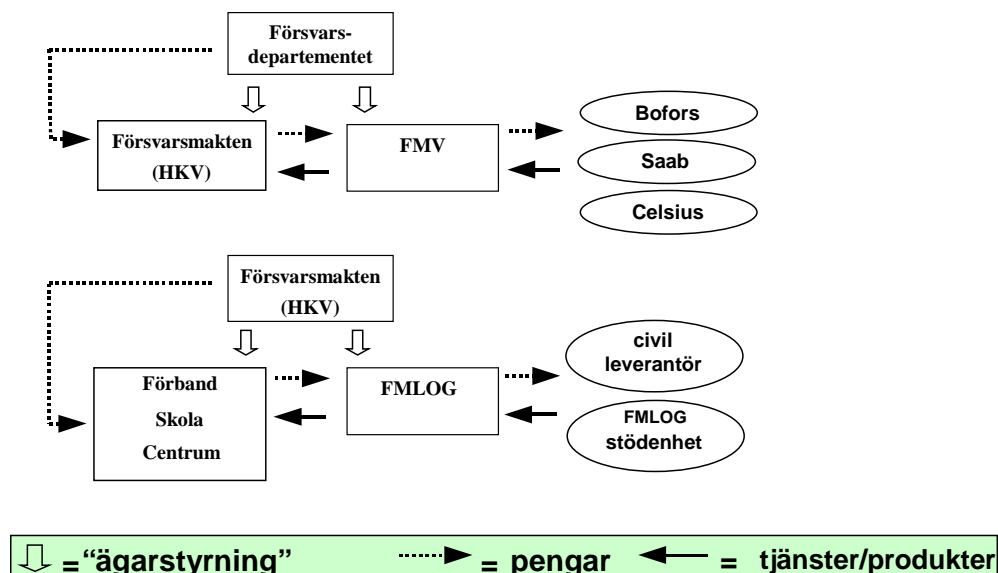 Försvars-
departementet
Försvarsmakten
(HKV)
FMV
Bofors
Saab
Celsius
Försvarsmakten
(HKV)
Förband
Skola
Centrum
FMLOG
civil
leverantör
FMLOG
stödenhet
=“ägarstyrning”
= pengar
= tjänster/produkter